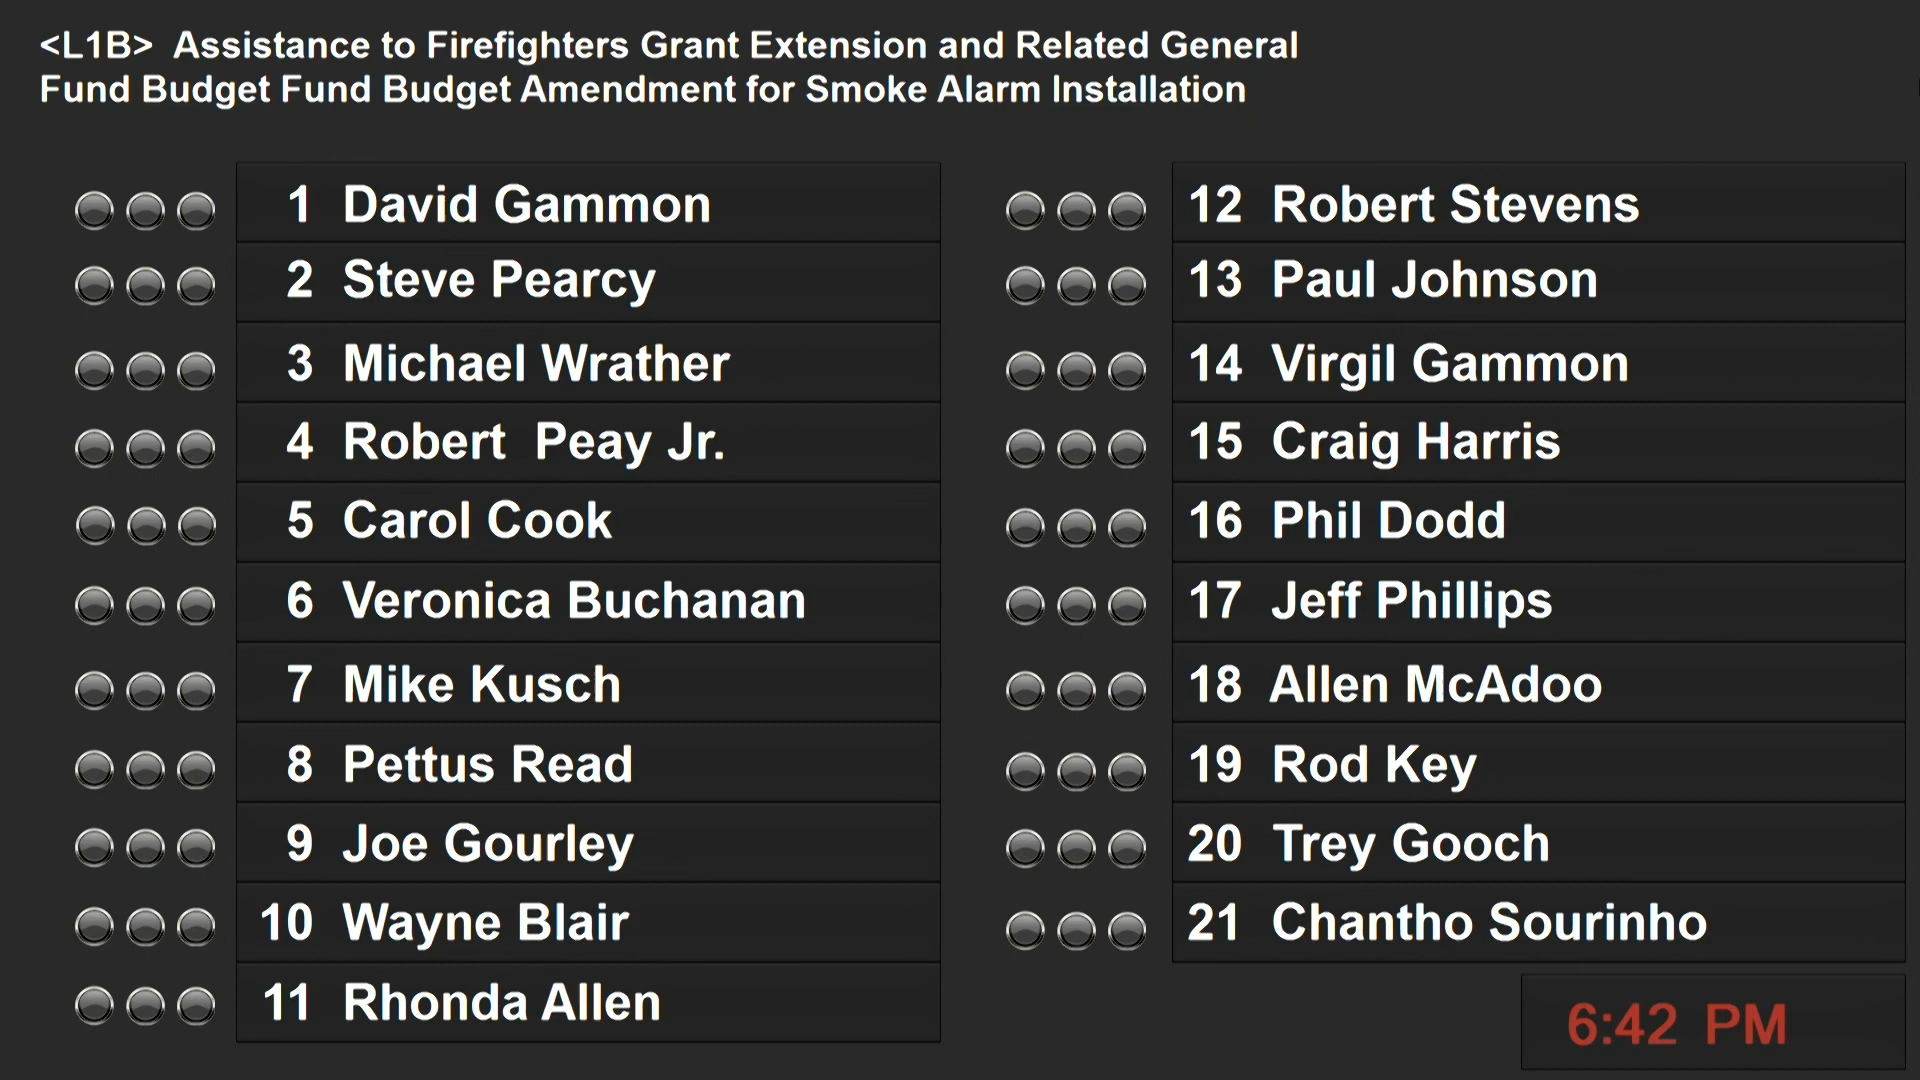 <L1B>  Assistance to Firefighters Grant Extension and Related General
Fund Budget Fund Budget Amendment for Smoke Alarm Installation
1 David Gammon
2 Steve Pearcy
3 Michael Wrather
4 Robert  Peay Jr.
5 Carol Cook
6 Veronica Buchanan
7 Mike Kusch
8 Pettus Read
9 Joe Gourley
10 Wayne Blair
11 Rhonda Allen
12 Robert Stevens
13 Paul Johnson
14 Virgil Gammon
15 Craig Harris
16 Phil Dodd
17 Jeff Phillips
18 Allen McAdoo
19 Rod Key
20 Trey Gooch
21 Chantho Sourinho
6:42 PM